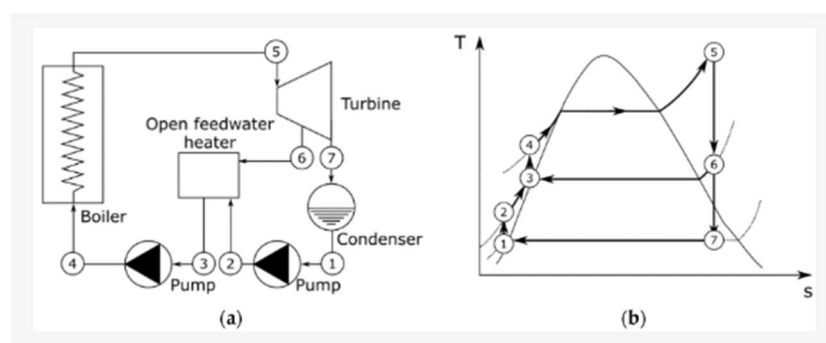 5
Turbine
Open feedwater
heater
6
7
Boiler
Condenser
4
3
2
1
Pump
Pump
(a)
T
5
4
6
3
2
1
7
s
(b)